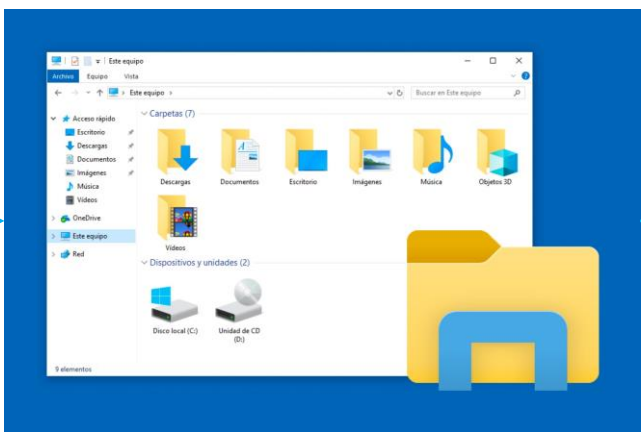 Este equipo
Archivo Equipo Vista
Este equipo
Buscar en Este equipo
Acceso rápido
Escritorio
Descargas
Documentos
Imágenes
Música
Vídeos
OneDrive
Este equipo
Red
Carpetas (7)
Descargas Documentos Escritorio Imágenes Música Objetos 3D
Vídeos
Dispositivos y unidades (2)
Disco local (C:) Unidad de CD
(D:)
9 elementos